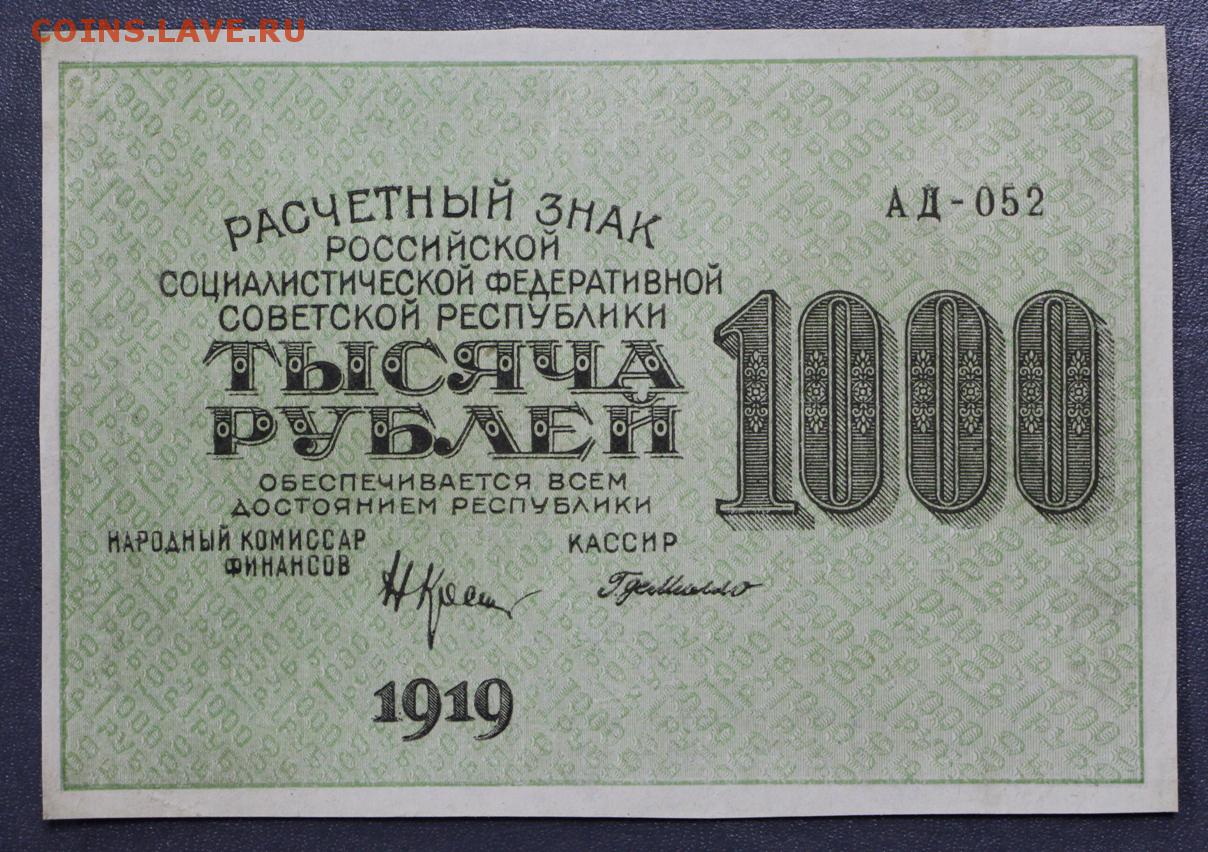 COINS.LAVE.RU
РАСЧЕТНЫЙ ЗНАК
РОССИЙСКОЙ
СОЦИАЛИСТИЧЕСКОЙ ФЕДЕРАТИВНОЙ
СОВЕТСКОЙ РЕСПУБЛИКИ
ТЫСЯЧА
РУБЛЕЙ
ОБЕСПЕЧИВАЕТСЯ ВСЕМ
ДОСТОЯНИЕМ РЕСПУБЛИКИ
НАРОДНЫЙ КОМИССАР
ФИНАНСОВ
КАССИР
1919
АД-052
1000